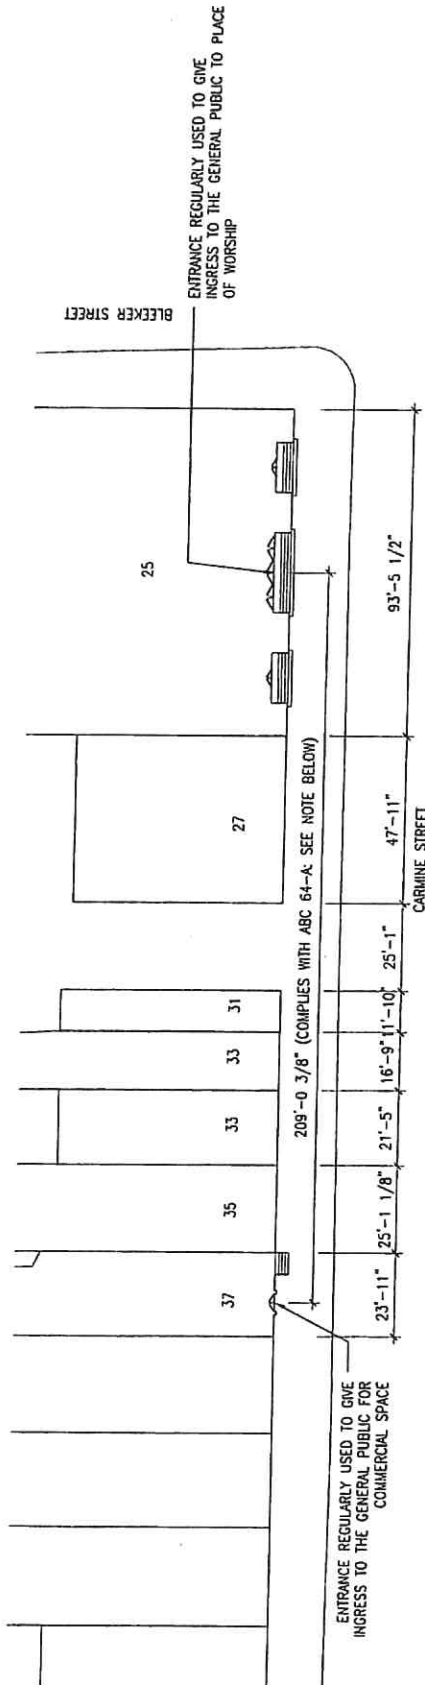 BLEEKER STREET
ENTRANCE REGULARLY USED TO GIVE
INGRESS TO THE GENERAL PUBLIC TO PLACE
OF WORSHIP
25
27
31
33
33
35
37
209'-0 3/8" (COMPLIES WITH ABC 64-A: SEE NOTE BELOW)
23'-11"
25'-1 1/8"
21'-5"
16'-9"
11'-10"
25'-1"
47'-11"
93'-5 1/2"
CARMINE STREET
ENTRANCE REGULARLY USED TO GIVE
INGRESS TO THE GENERAL PUBLIC FOR
COMMERCIAL SPACE